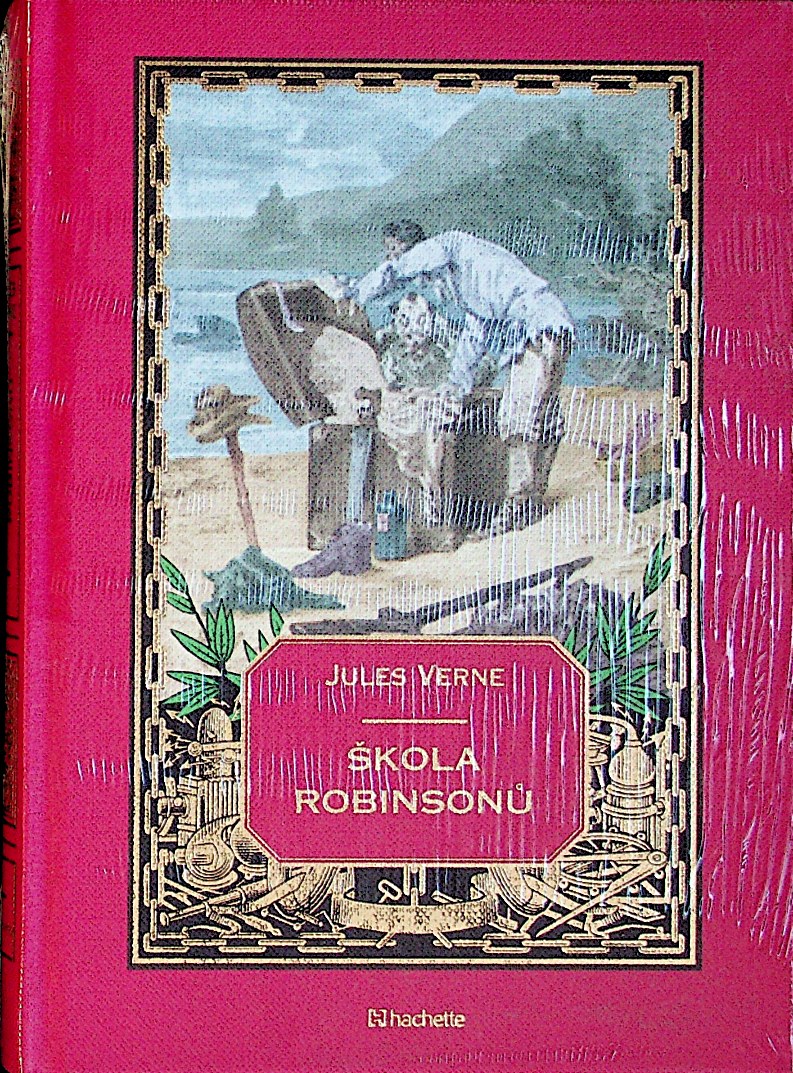 JULES VERNE
ŠKOLA
ROBINSONŮ
hachette